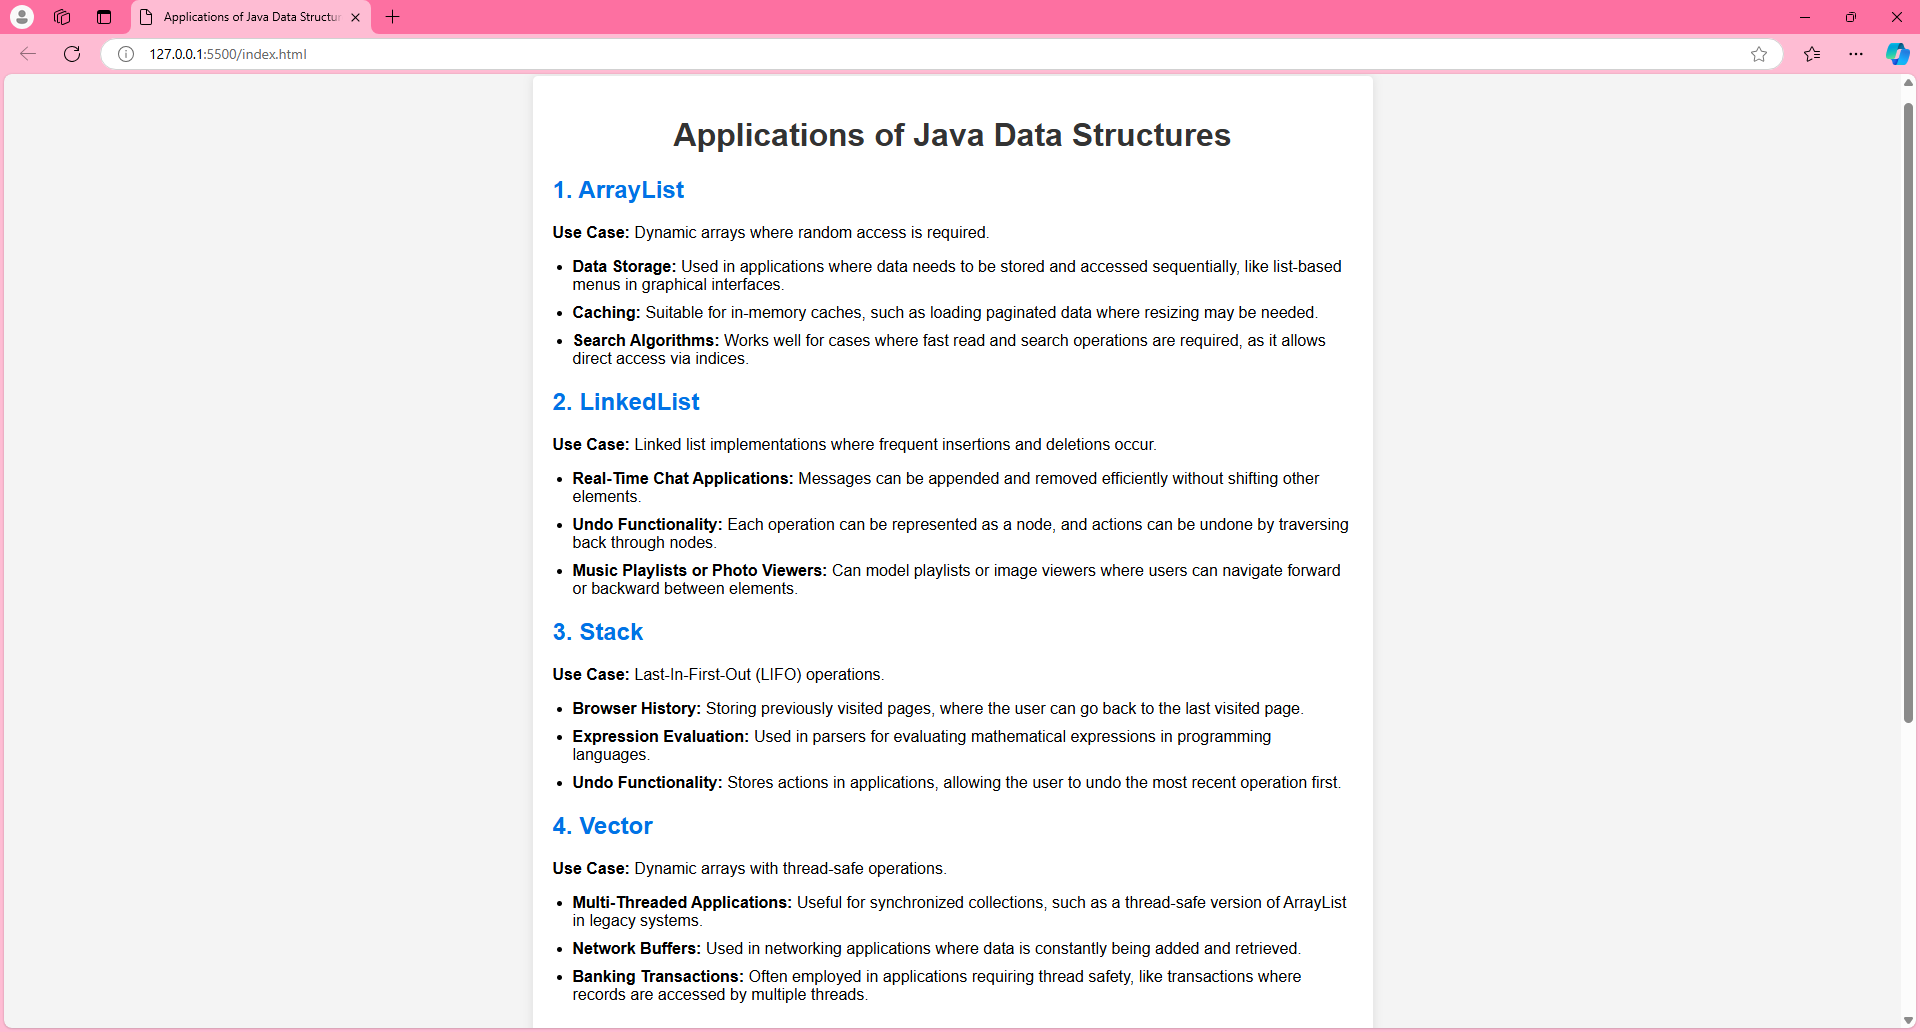 Applications of Java Data Structur
127.0.0.1:5500/index.html
Applications of Java Data Structures
1. ArrayList
Use Case: Dynamic arrays where random access is required.
• Data Storage: Used in applications where data needs to be stored and accessed sequentially, like list-based
menus in graphical interfaces.
• Caching: Suitable for in-memory caches, such as loading paginated data where resizing may be needed.
• Search Algorithms: Works well for cases where fast read and search operations are required, as it allows
direct access via indices.
2. LinkedList
Use Case: Linked list implementations where frequent insertions and deletions occur.
• Real-Time Chat Applications: Messages can be appended and removed efficiently without shifting other
elements.
• Undo Functionality: Each operation can be represented as a node, and actions can be undone by traversing
back through nodes.
• Music Playlists or Photo Viewers: Can model playlists or image viewers where users can navigate forward
or backward between elements.
3. Stack
Use Case: Last-In-First-Out (LIFO) operations.
• Browser History: Storing previously visited pages, where the user can go back to the last visited page.
• Expression Evaluation: Used in parsers for evaluating mathematical expressions in programming
languages.
• Undo Functionality: Stores actions in applications, allowing the user to undo the most recent operation first.
4. Vector
Use Case: Dynamic arrays with thread-safe operations.
• Multi-Threaded Applications: Useful for synchronized collections, such as a thread-safe version of ArrayList
in legacy systems.
• Network Buffers: Used in networking applications where data is constantly being added and retrieved.
• Banking Transactions: Often employed in applications requiring thread safety, like transactions where
records are accessed by multiple threads.